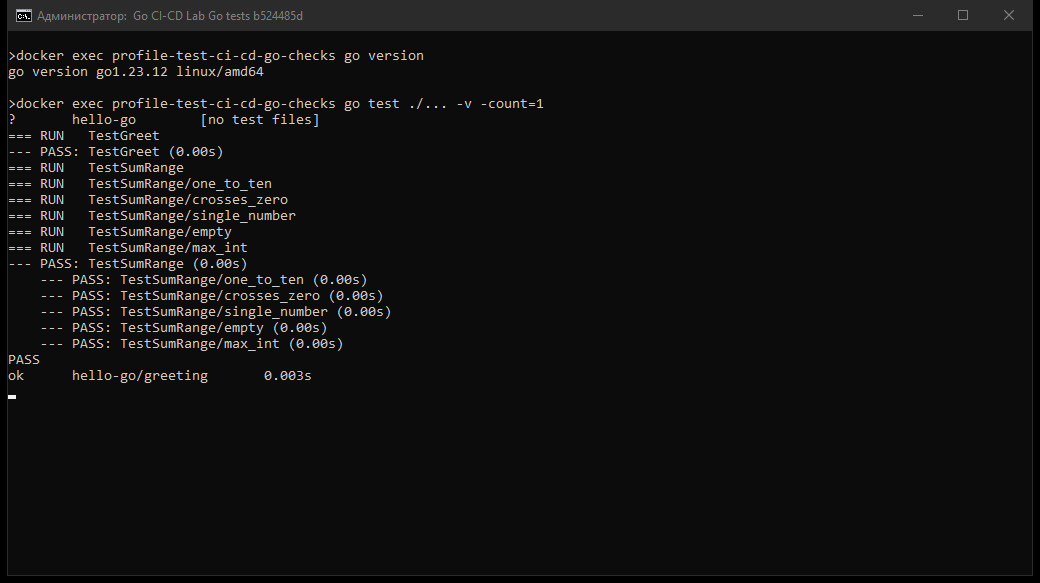 Администратор: Go CI-CD Lab Go tests b524485d
>docker exec profile-test-ci-cd-go-checks go version
go version go1.23.12 linux/amd64
>docker exec profile-test-ci-cd-go-checks go test ./... -v -count=1
?       hello-go        [no test files]
=== RUN   TestGreet
--- PASS: TestGreet (0.00s)
=== RUN   TestSumRange
=== RUN   TestSumRange/one_to_ten
=== RUN   TestSumRange/crosses_zero
=== RUN   TestSumRange/single_number
=== RUN   TestSumRange/empty
=== RUN   TestSumRange/max_int
--- PASS: TestSumRange (0.00s)
    --- PASS: TestSumRange/one_to_ten (0.00s)
    --- PASS: TestSumRange/crosses_zero (0.00s)
    --- PASS: TestSumRange/single_number (0.00s)
    --- PASS: TestSumRange/empty (0.00s)
    --- PASS: TestSumRange/max_int (0.00s)
PASS
ok      hello-go/greeting       0.003s